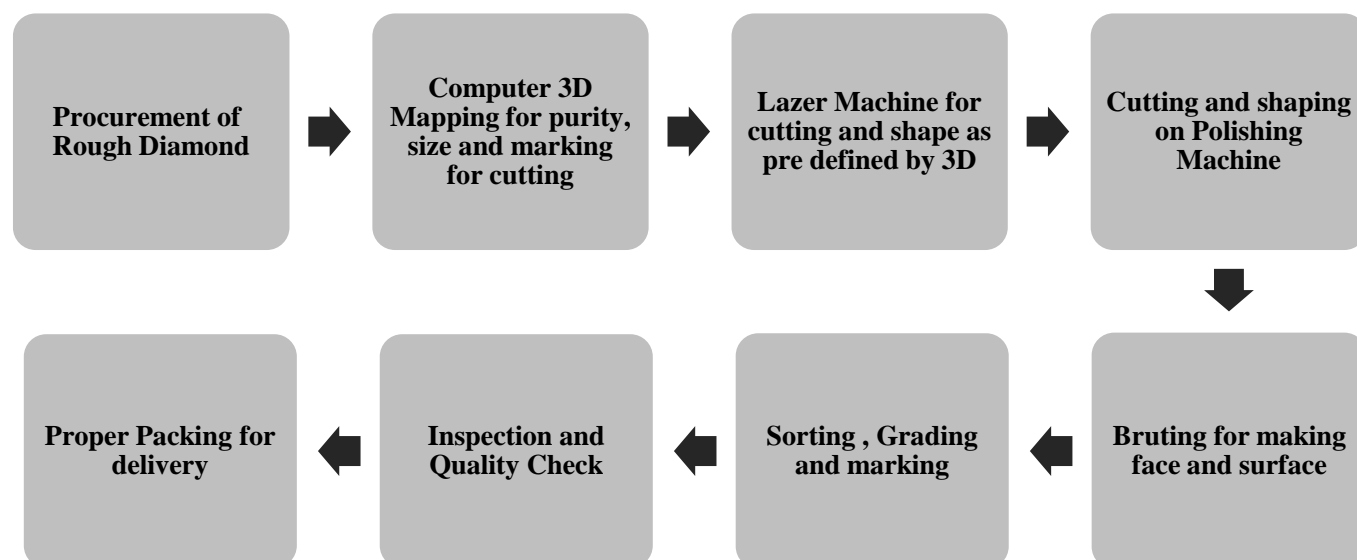 Procurement of
Rough Diamond
Computer 3D
Mapping for purity,
size and marking
for cutting
Lazer Machine for
cutting and shape as
pre defined by 3D
Cutting and shaping
on Polishing
Machine
Bruting for making
face and surface
Sorting , Grading
and marking
Inspection and
Quality Check
Proper Packing for
delivery